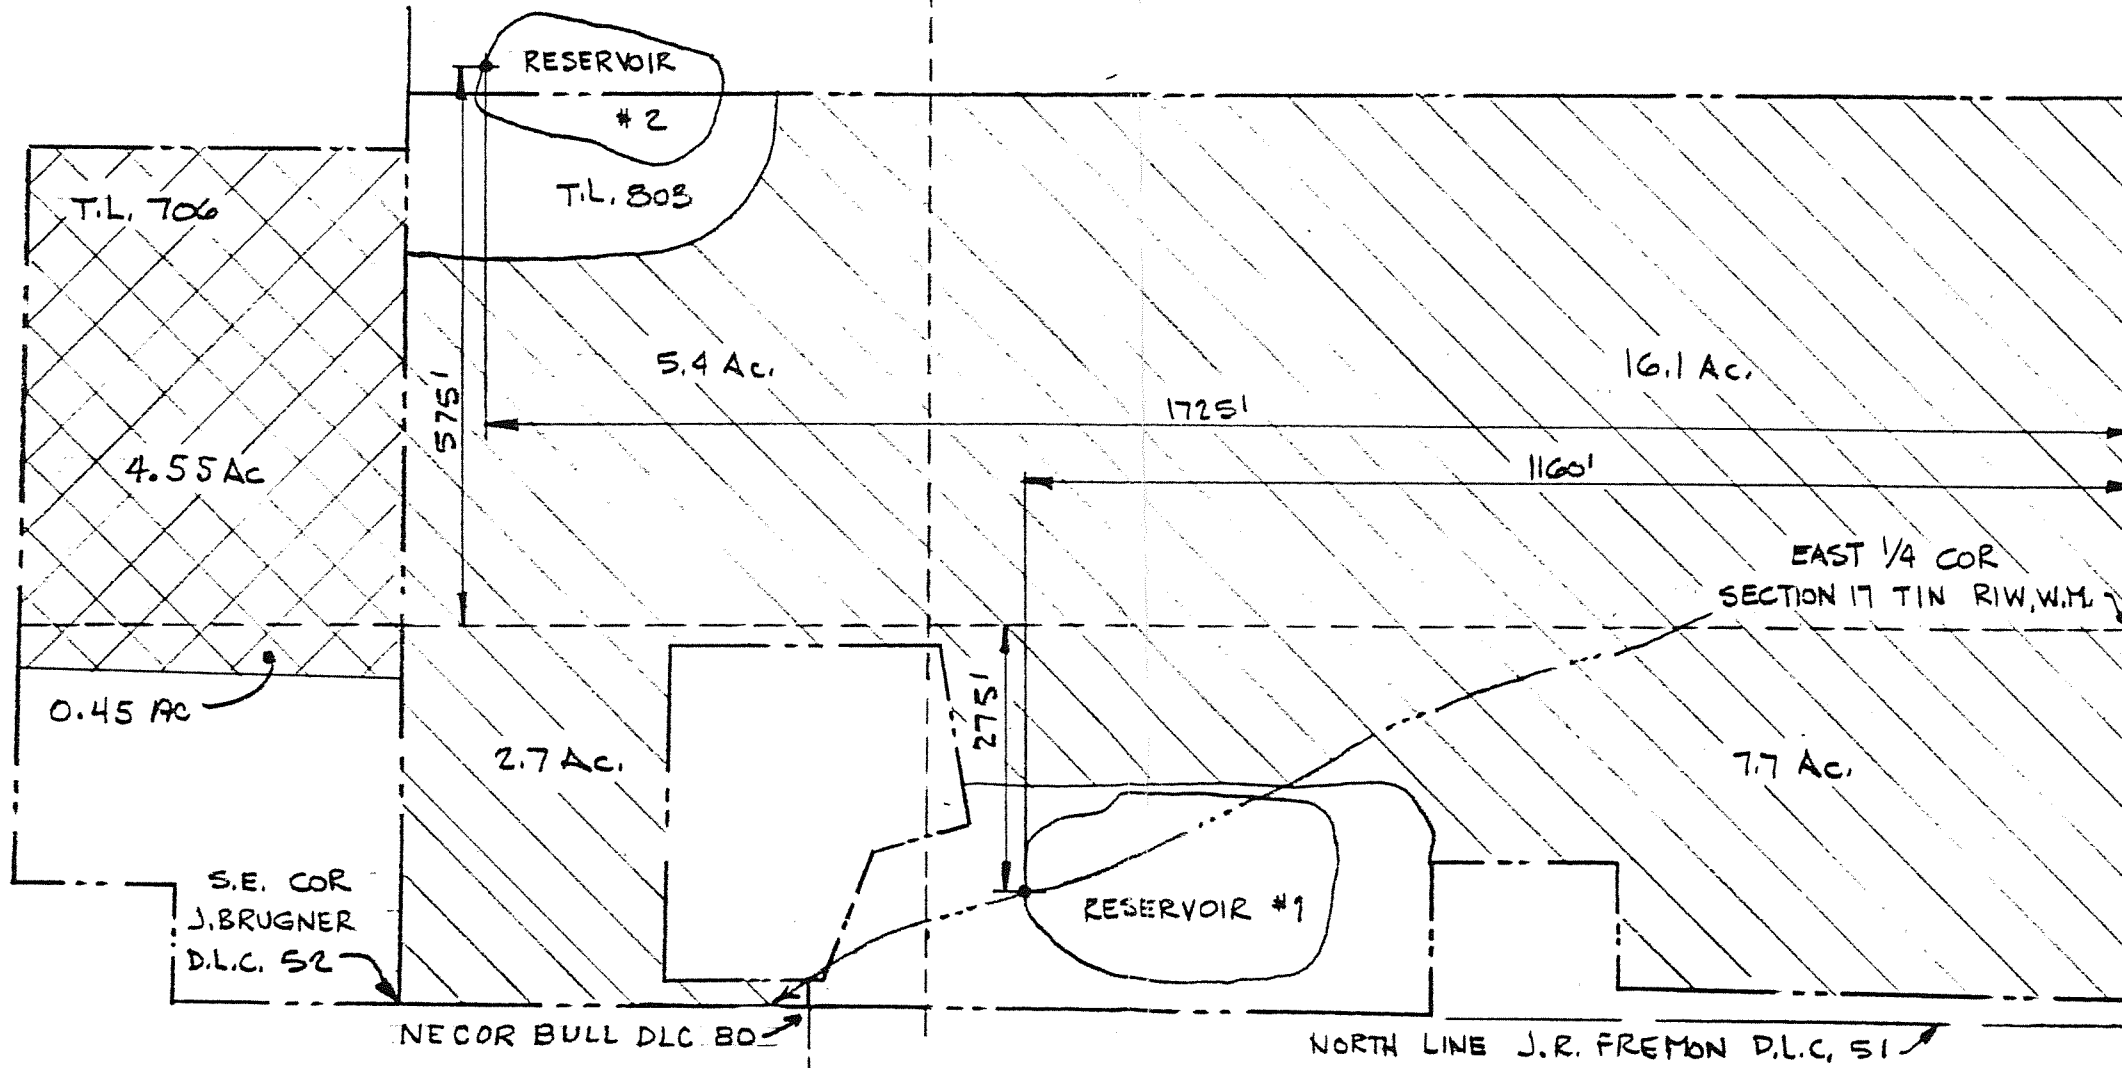 RESERVOIR
# 2
T.L. 803
T.L. 706
5.4 Ac.
16.1 Ac.
575'
1725'
4.55 Ac
1160'
EAST 1/4 COR
SECTION 17 T1N R1W, W.M.
0.45 AC
275'
2.7 Ac.
7.7 Ac.
S.E. COR
J. BRUGNER
D.L.C. 52
RESERVOIR #1
NE COR BULL DLC 80
NORTH LINE J.R. FREMON D.L.C. 51